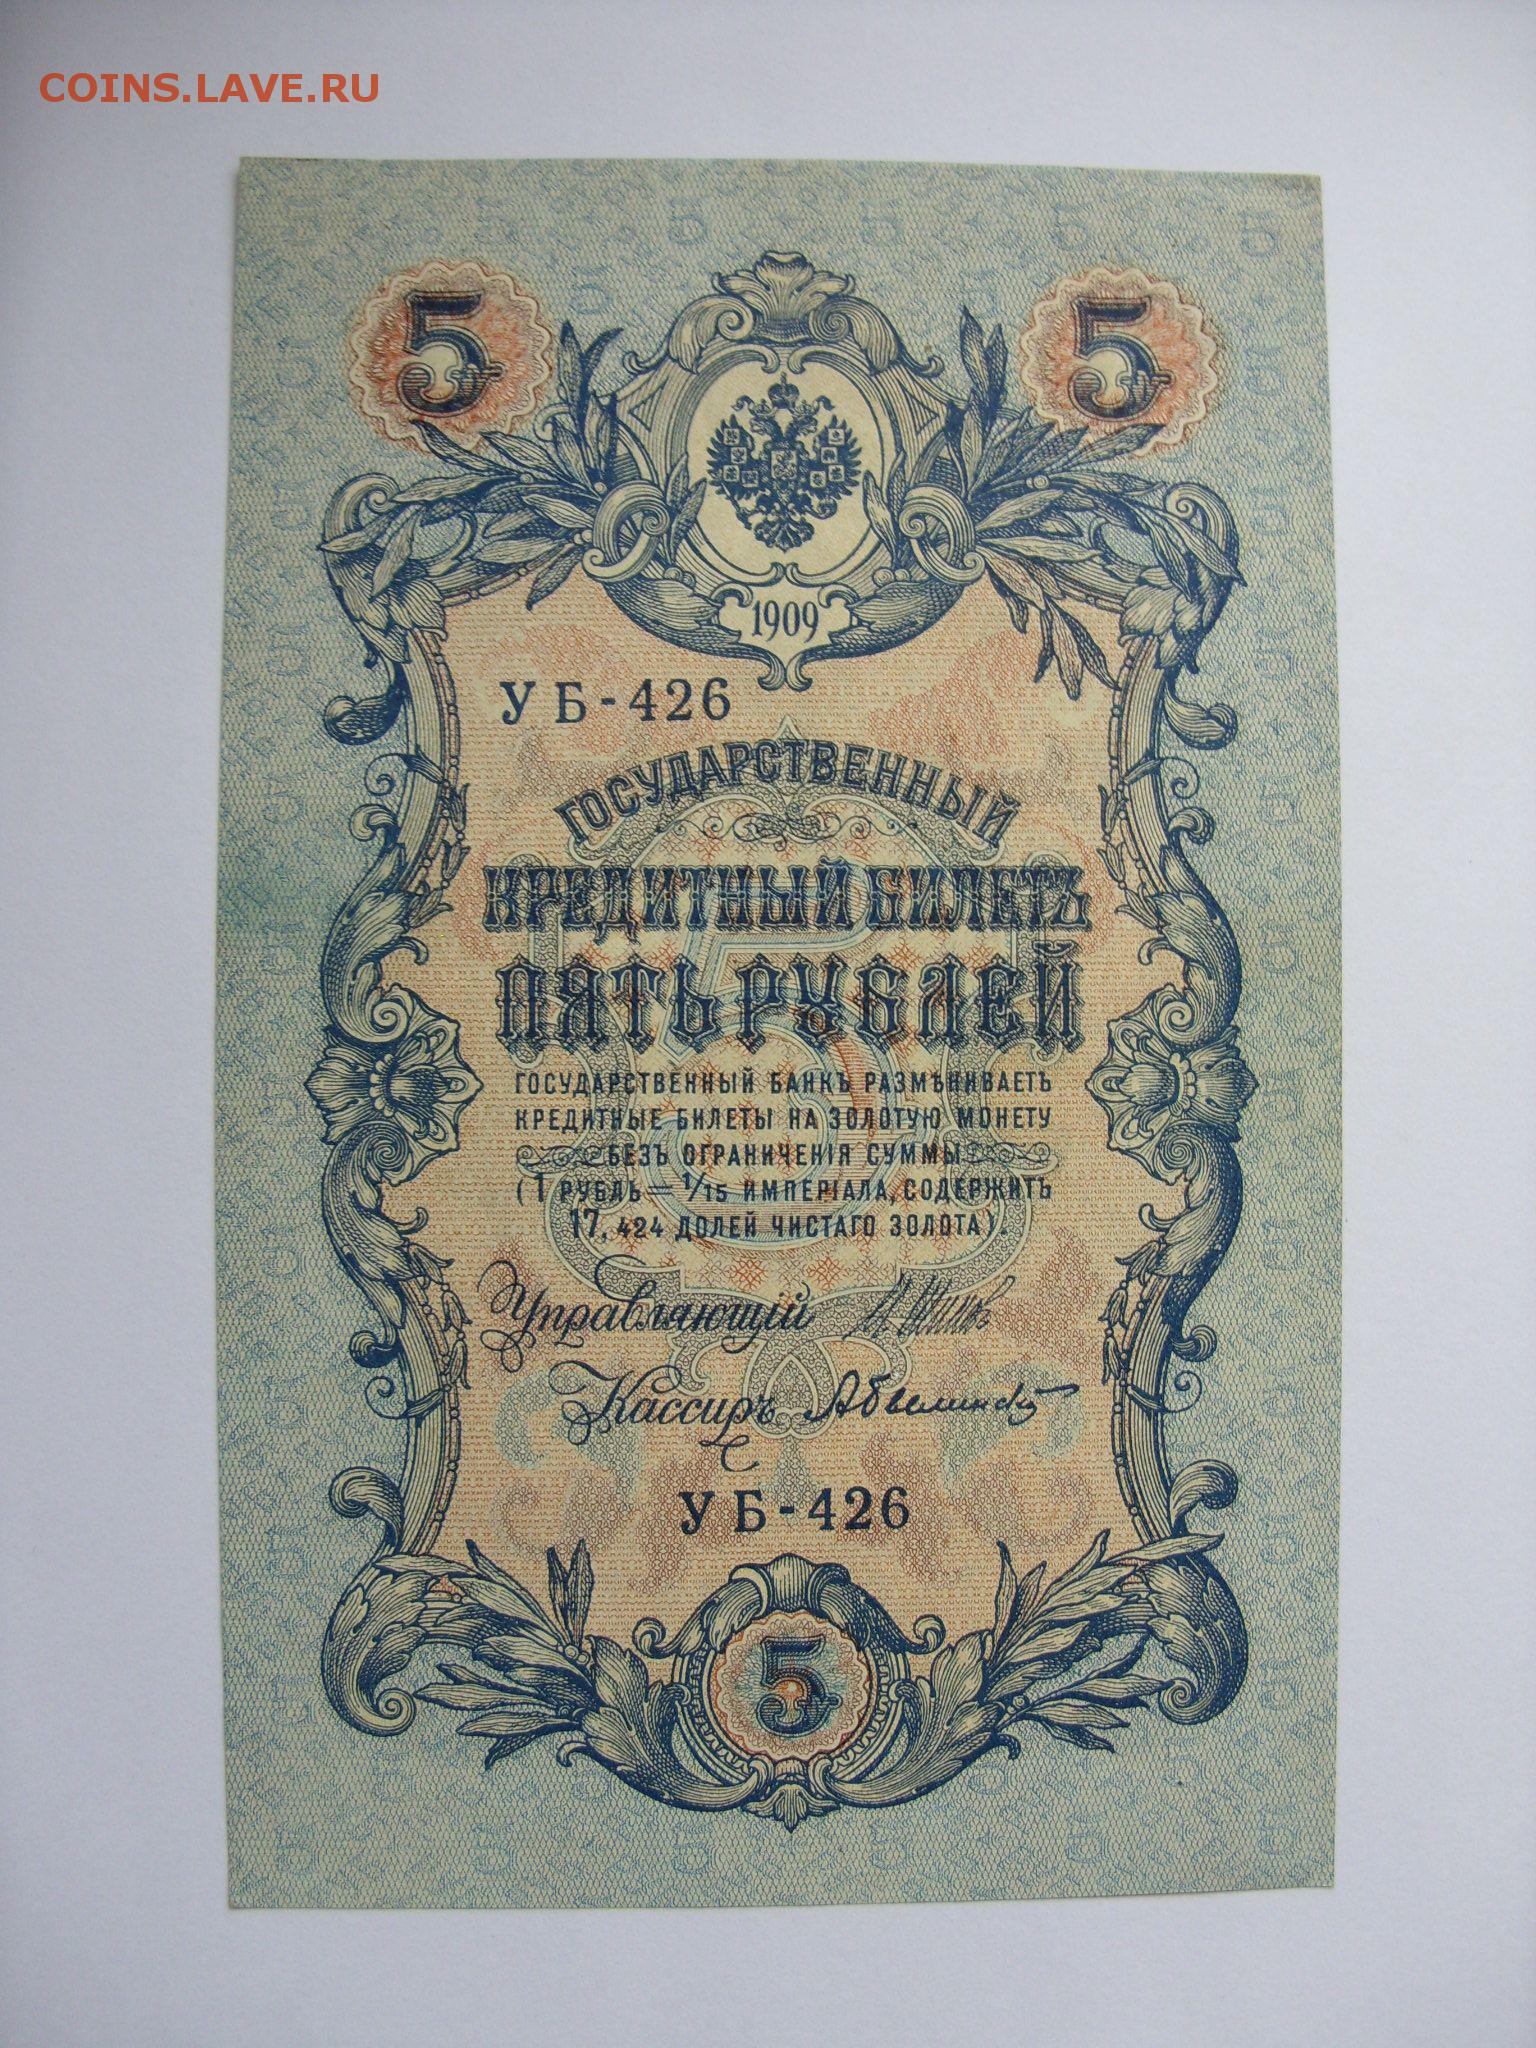 COINS.LAVE.RU
5 5
1909
УБ-426
ГОСУДАРСТВЕННЫЙ
КРЕДИТНЫЙ БИЛЕТЪ
ПЯТЬ РУБЛЕЙ
5
ГОСУДАРСТВЕННЫЙ БАНКЪ РАЗМѢНИВАЕТЪ
КРЕДИТНЫЕ БИЛЕТЫ НА ЗОЛОТУЮ МОНЕТУ
БЕЗЪ ОГРАНИЧЕНІЯ СУММЫ
(1 РУБЛЬ = 1/15 ИМПЕРІАЛА, СОДЕРЖИТЪ
17,424 ДОЛЕЙ ЧИСТАГО ЗОЛОТА).
Управляющій
Кассиръ
УБ-426
5